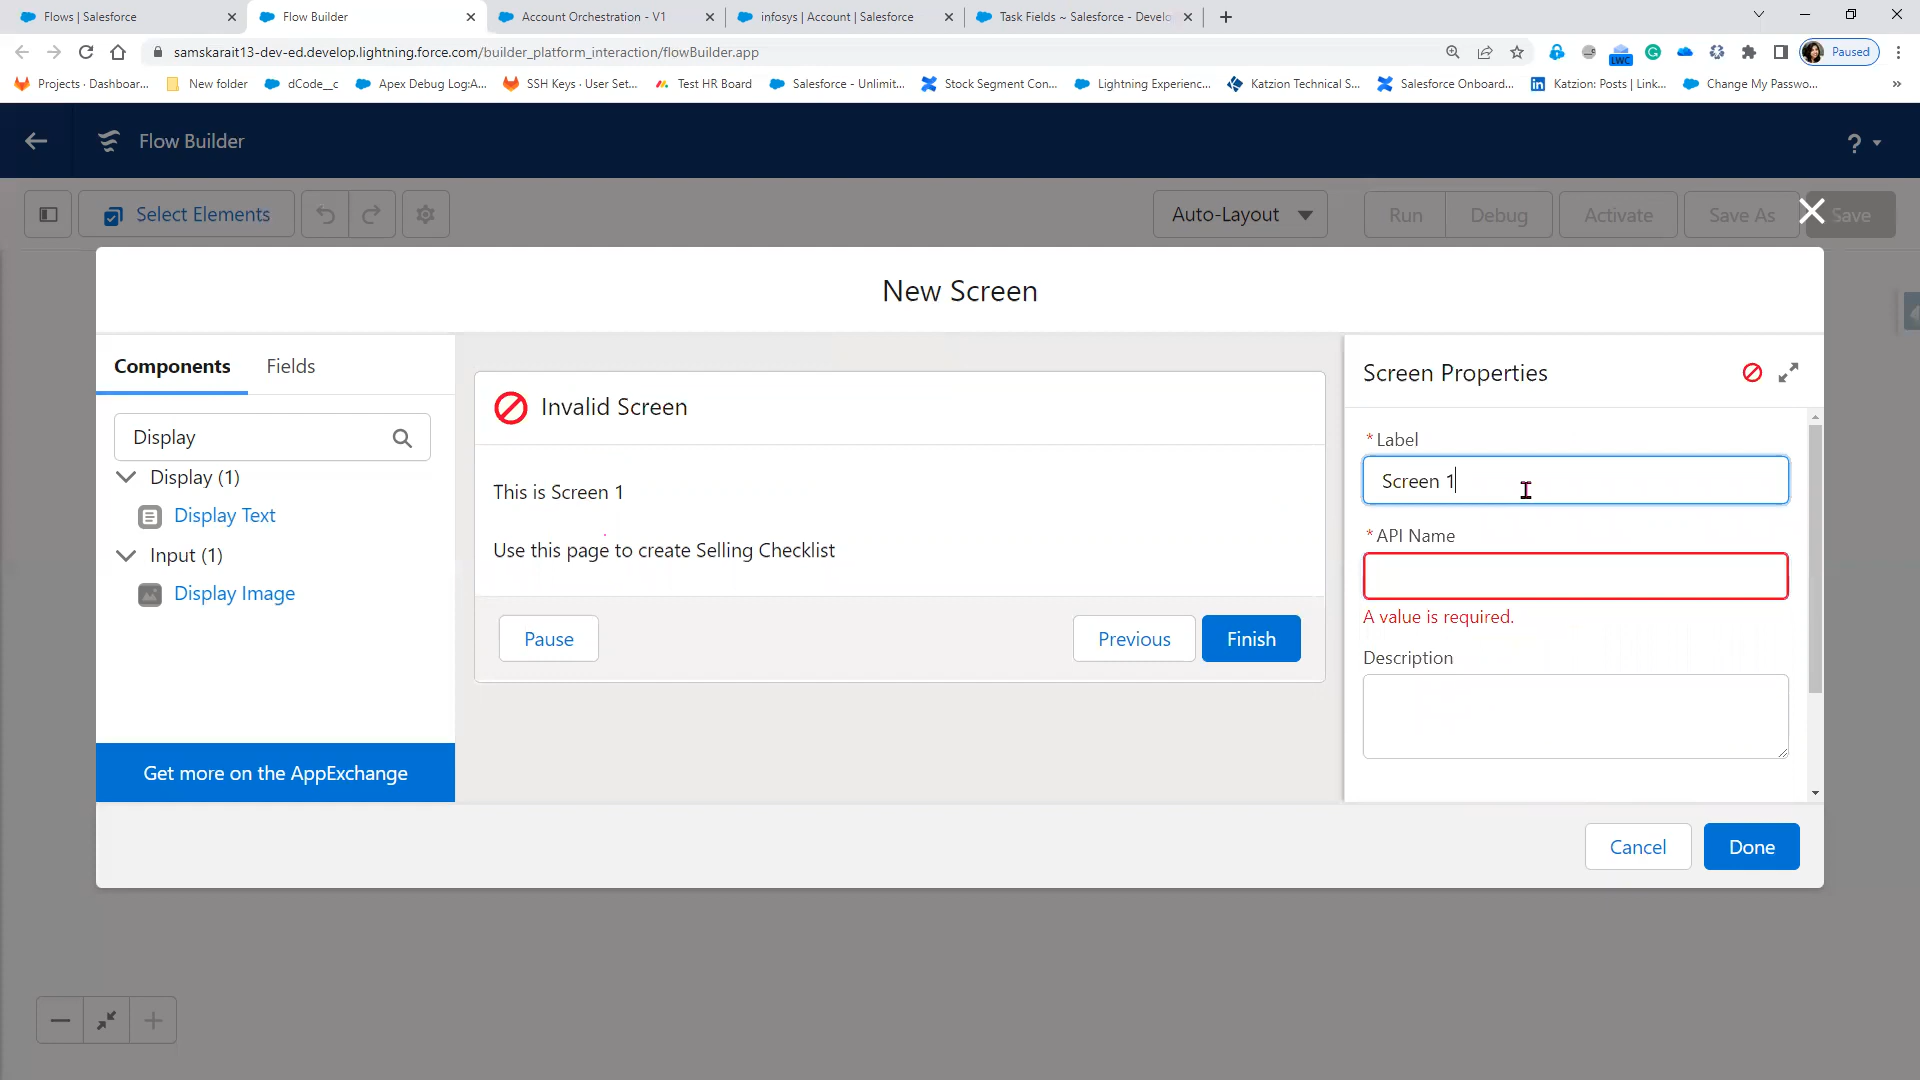 Flows | Salesforce
Flow Builder
Account Orchestration - V1
infosys | Account | Salesforce
Task Fields ~ Salesforce - Develo
samskarait13-dev-ed.develop.lightning.force.com/builder_platform_interaction/flowBuilder.app
LWC
Paused
Projects · Dashboar...
New folder
dCode__c
Apex Debug Log:A...
SSH Keys · User Set...
Test HR Board
Salesforce - Unlimit...
Stock Segment Con...
Lightning Experienc...
Katzion Technical S...
Salesforce Onboard...
Katzion: Posts | Link...
Change My Passwo...
»
Flow Builder
?
Select Elements
Auto-Layout
Run
Debug
Activate
Save As
Save
New Screen
Components
Fields
Display
Display (1)
Display Text
Input (1)
Display Image
Get more on the AppExchange
Invalid Screen
This is Screen 1
Use this page to create Selling Checklist
Pause
Previous
Finish
Screen Properties
*Label
Screen 1
*API Name
A value is required.
Description
Cancel
Done